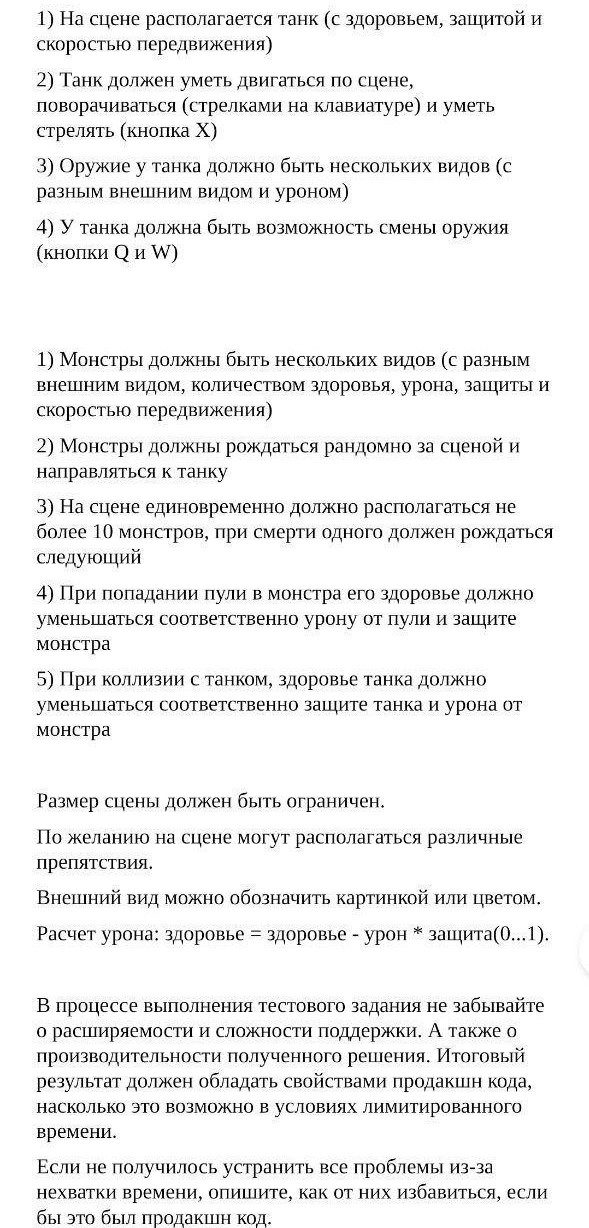 1) На сцене располагается танк (с здоровьем, защитой и
скоростью передвижения)
2) Танк должен уметь двигаться по сцене,
поворачиваться (стрелками на клавиатуре) и уметь
стрелять (кнопка X)
3) Оружие у танка должно быть нескольких видов (с
разным внешним видом и уроном)
4) У танка должна быть возможность смены оружия
(кнопки Q и W)
1) Монстры должны быть нескольких видов (с разным
внешним видом, количеством здоровья, урона, защиты и
скоростью передвижения)
2) Монстры должны рождаться рандомно за сценой и
направляться к танку
3) На сцене единовременно должно располагаться не
более 10 монстров, при смерти одного должен рождаться
следующий
4) При попадании пули в монстра его здоровье должно
уменьшаться соответственно урону от пули и защите
монстра
5) При коллизии с танком, здоровье танка должно
уменьшаться соответственно защите танка и урона от
монстра
Размер сцены должен быть ограничен.
По желанию на сцене могут располагаться различные
препятствия.
Внешний вид можно обозначить картинкой или цветом.
Расчет урона: здоровье = здоровье - урон * защита(0...1).
В процессе выполнения тестового задания не забывайте
о расширяемости и сложности поддержки. А также о
производительности полученного решения. Итоговый
результат должен обладать свойствами продакшн кода,
насколько это возможно в условиях лимитированного
времени.
Если не получилось устранить все проблемы из-за
нехватки времени, опишите, как от них избавиться, если
бы это был продакшн код.